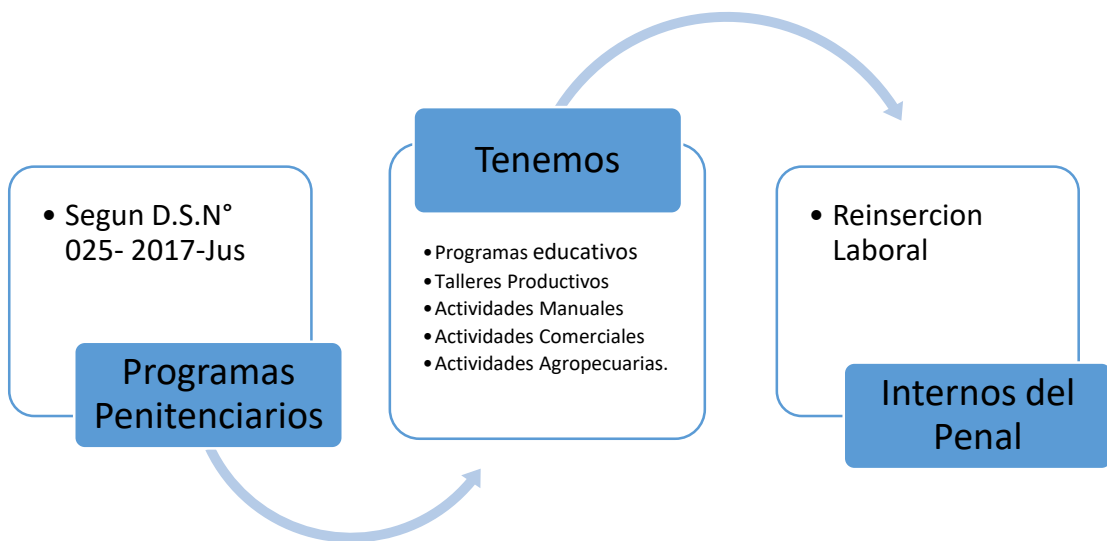 • Segun D.S.N°
025- 2017-Jus
Programas
Penitenciarios
Tenemos
• Programas educativos
• Talleres Productivos
• Actividades Manuales
• Actividades Comerciales
• Actividades Agropecuarias.
• Reinsercion
Laboral
Internos del
Penal